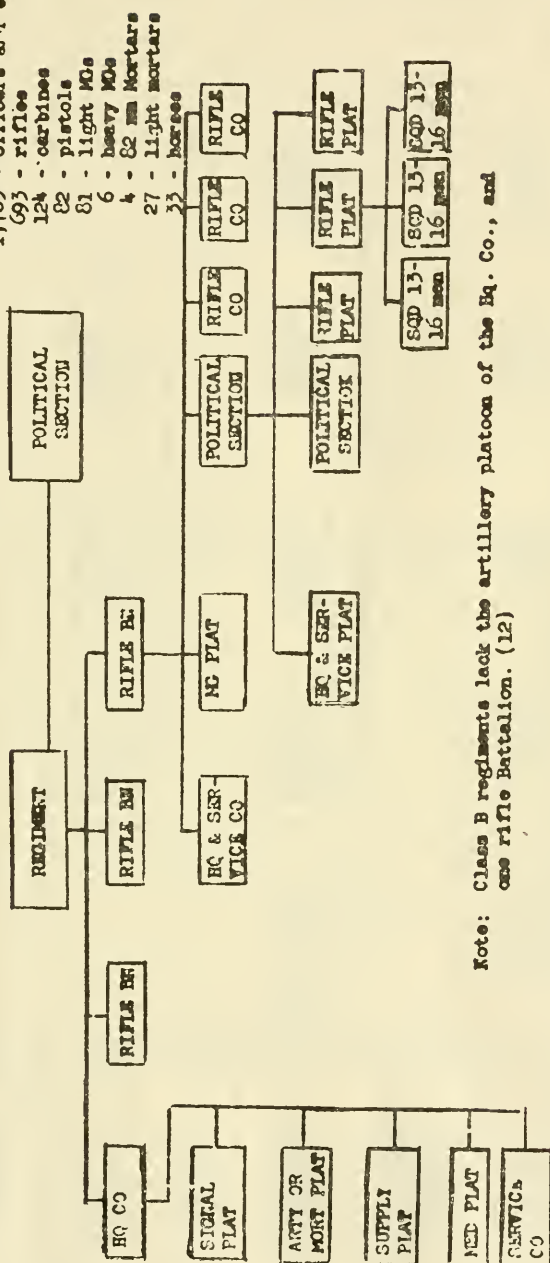 officers and
693 - rifles
124 - carbines
82 - pistols
81 - light MGs
6 - heavy MGs
4 - 82 mm Mortars
27 - light mortars
33 - horses
REGIMENT
POLITICAL
SECTION
HQ CO
RIFLE BN
RIFLE BN
RIFLE BN
SIGNAL
PLAT
ARTY OR
MORT PLAT
SUPPLY
PLAT
MED PLAT
SERVICE
CO
HQ & SER-
VICE CO
MG PLAT
POLITICAL
SECTION
RIFLE
CO
RIFLE
CO
RIFLE
CO
HQ & SER-
VICE PLAT
POLITICAL
SECTION
RIFLE
PLAT
RIFLE
PLAT
RIFLE
PLAT
SQD 13-
16 men
SQD 13-
16 men
SQD 13-
16 men
Note: Class B regiments lack the artillery platoon of the Hq. Co., and
one rifle Battalion. (12)